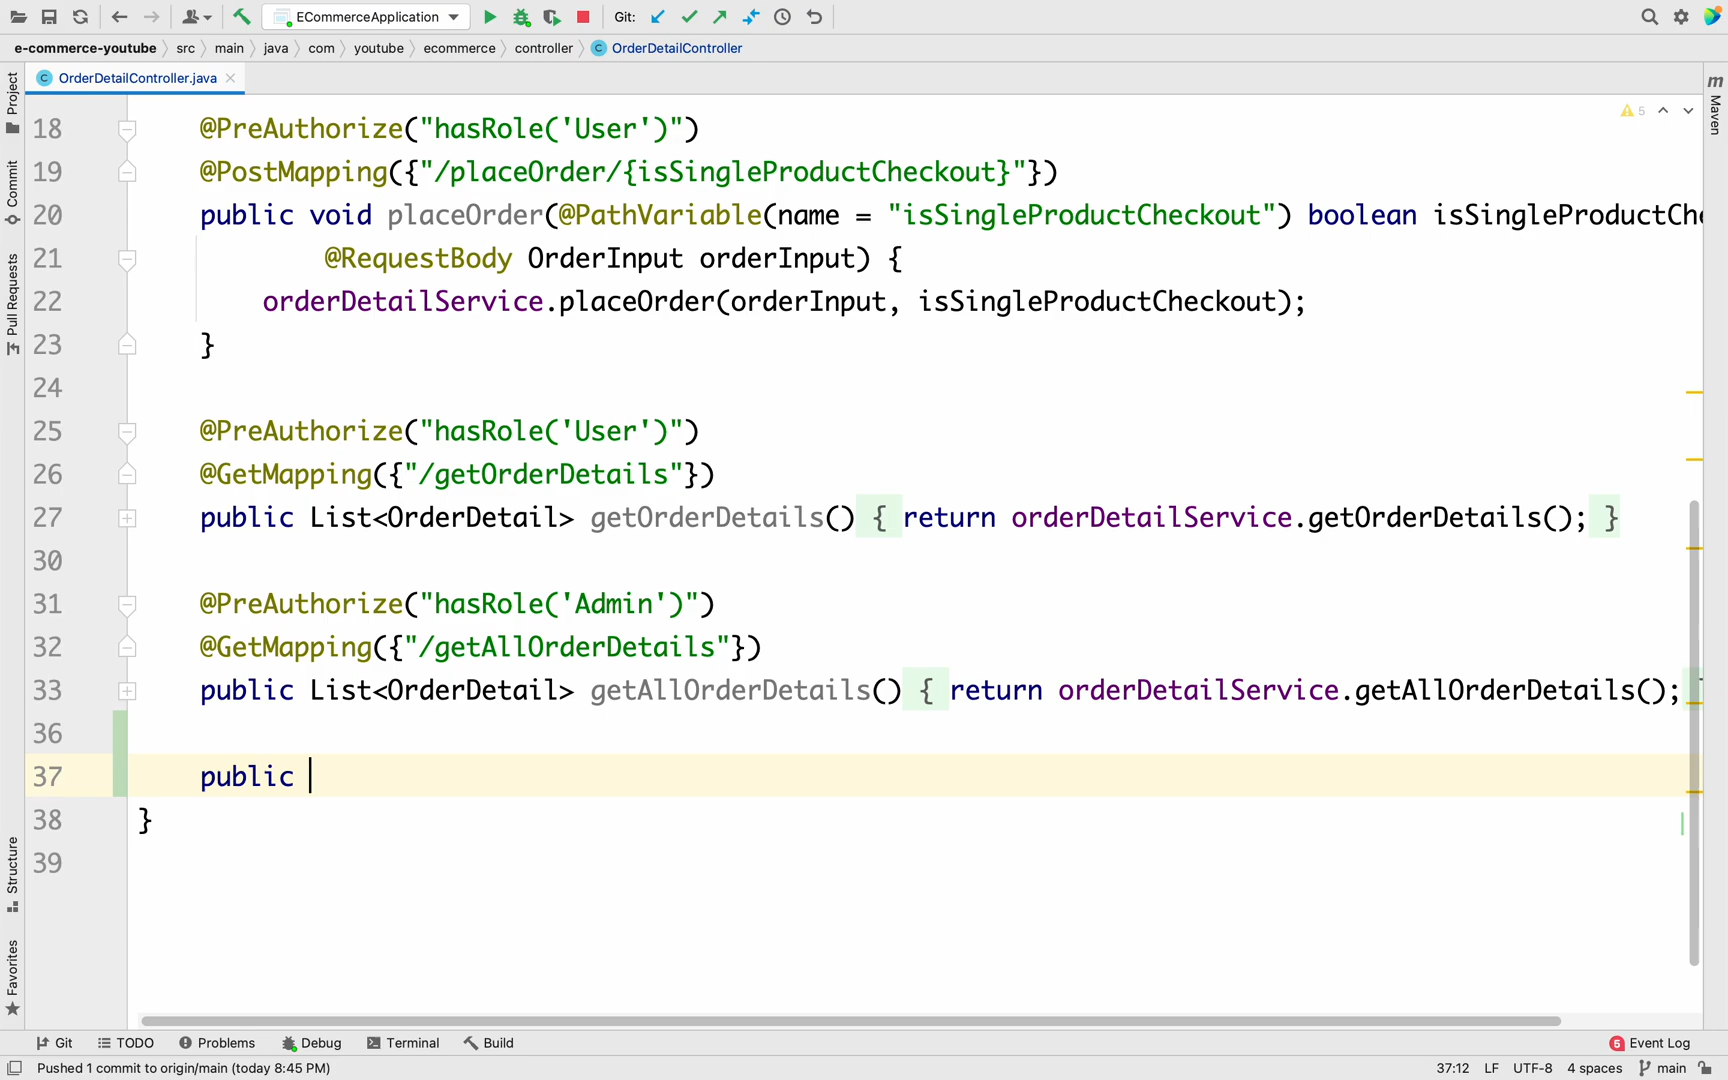 ECommerceApplication Git:
e-commerce-youtube src main java com youtube ecommerce controller OrderDetailController
OrderDetailController.java
Project
Commit
Pull Requests
Structure
Favorites
Maven
5
18 @PreAuthorize("hasRole('User')")
19 @PostMapping({"/placeOrder/{isSingleProductCheckout}"})
20 public void placeOrder(@PathVariable(name = "isSingleProductCheckout") boolean isSingleProductChe
21 @RequestBody OrderInput orderInput) {
22 orderDetailService.placeOrder(orderInput, isSingleProductCheckout);
23 }
24
25 @PreAuthorize("hasRole('User')")
26 @GetMapping({"/getOrderDetails"})
27 public List<OrderDetail> getOrderDetails() { return orderDetailService.getOrderDetails(); }
30
31 @PreAuthorize("hasRole('Admin')")
32 @GetMapping({"/getAllOrderDetails"})
33 public List<OrderDetail> getAllOrderDetails() { return orderDetailService.getAllOrderDetails();
36
37 public
38 }
39
Git TODO Problems Debug Terminal Build 5 Event Log
Pushed 1 commit to origin/main (today 8:45 PM) 37:12 LF UTF-8 4 spaces main